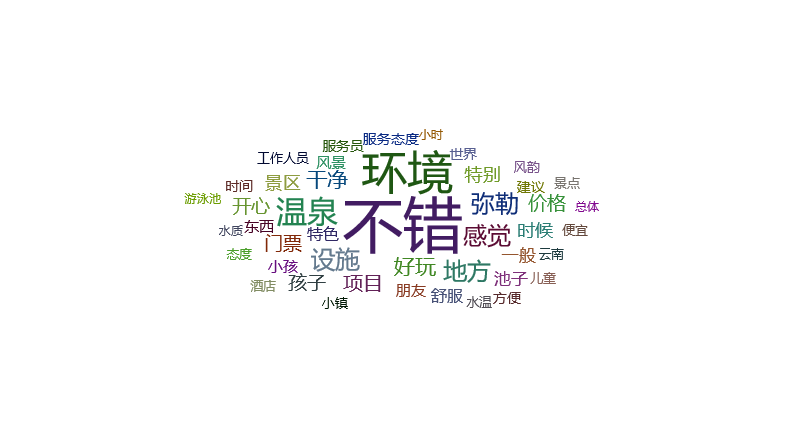 小时
服务员 服务态度
工作人员 风景 环境 世界
时间 景区 干净 特别 风韵 建议 景点
游泳池 开心 温泉 不错 弥勒 价格 总体
水质 东西 特色 感觉 时候 便宜
态度 门票 设施 好玩 地方 一般 云南
小孩 孩子 项目 池子 儿童
酒店 朋友 舒服 水温 方便
小镇